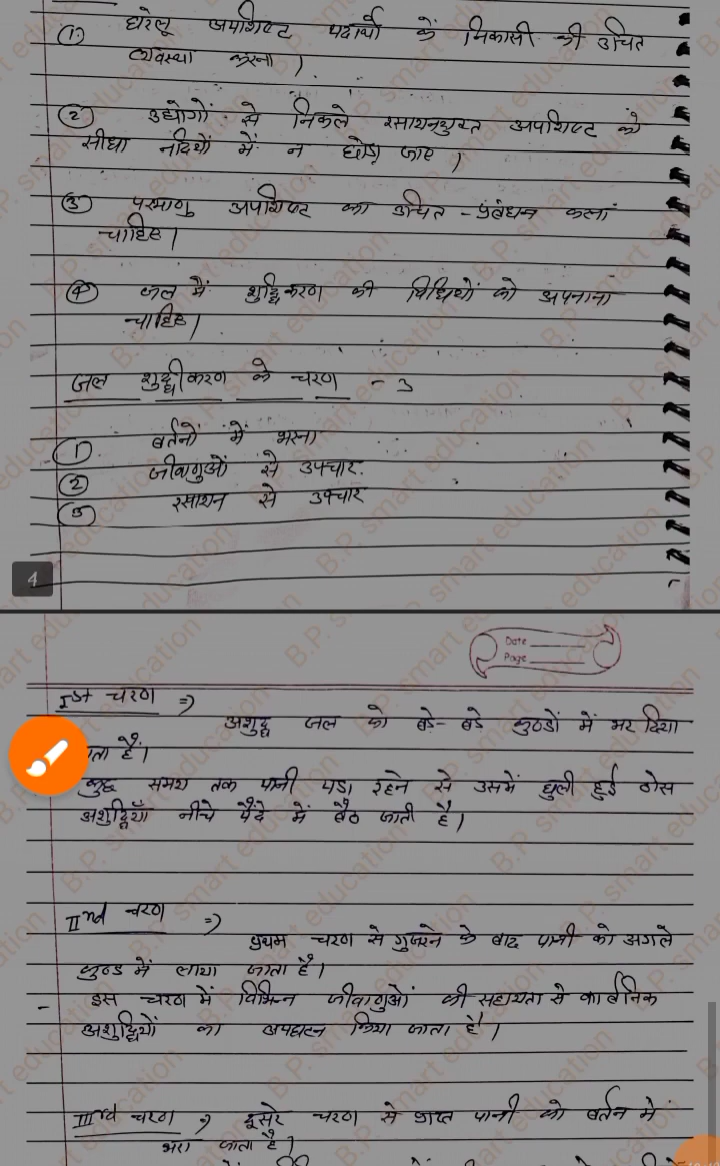 ① घरेलू अपशिष्ट पदार्थों के निकासी की उचित
व्यवस्था करना।
② उद्योगों से निकले रसायनयुक्त अपशिष्ट को
सीधा नदियों में न छोड़ा जाए।
③ परमाणु अपशिष्ट का उचित - प्रबंधन करना
चाहिए।
④ जल में शुद्धिकरण की विधियों को अपनाना
चाहिए।
जल शुद्धीकरण के चरण - 3
① बर्तनों में भरना
② जीवाणुओं से उपचार.
③ रसायन से उपचार
4
Date
Page
Ist चरण ⇒
अशुद्ध जल को बड़े-बड़े कुण्डों में भर दिया
ता है।
कुछ समय तक पानी पड़ा रहने से उसमें घुली हुई ठोस
अशुद्धियाँ नीचे पैंदे में बैठ जाती है।
IInd चरण ⇒
प्रथम चरण से गुजरने के बाद पानी को अगले
कुण्ड में लाया जाता है।
- इस चरण में विभिन्न जीवाणुओं की सहायता से कार्बनिक
अशुद्धियों का अपघटन किया जाता है।
IIIrd चरण ⇒ दूसरे चरण से प्राप्त पानी को बर्तन में
भरा जाता है।
B.P. smart education